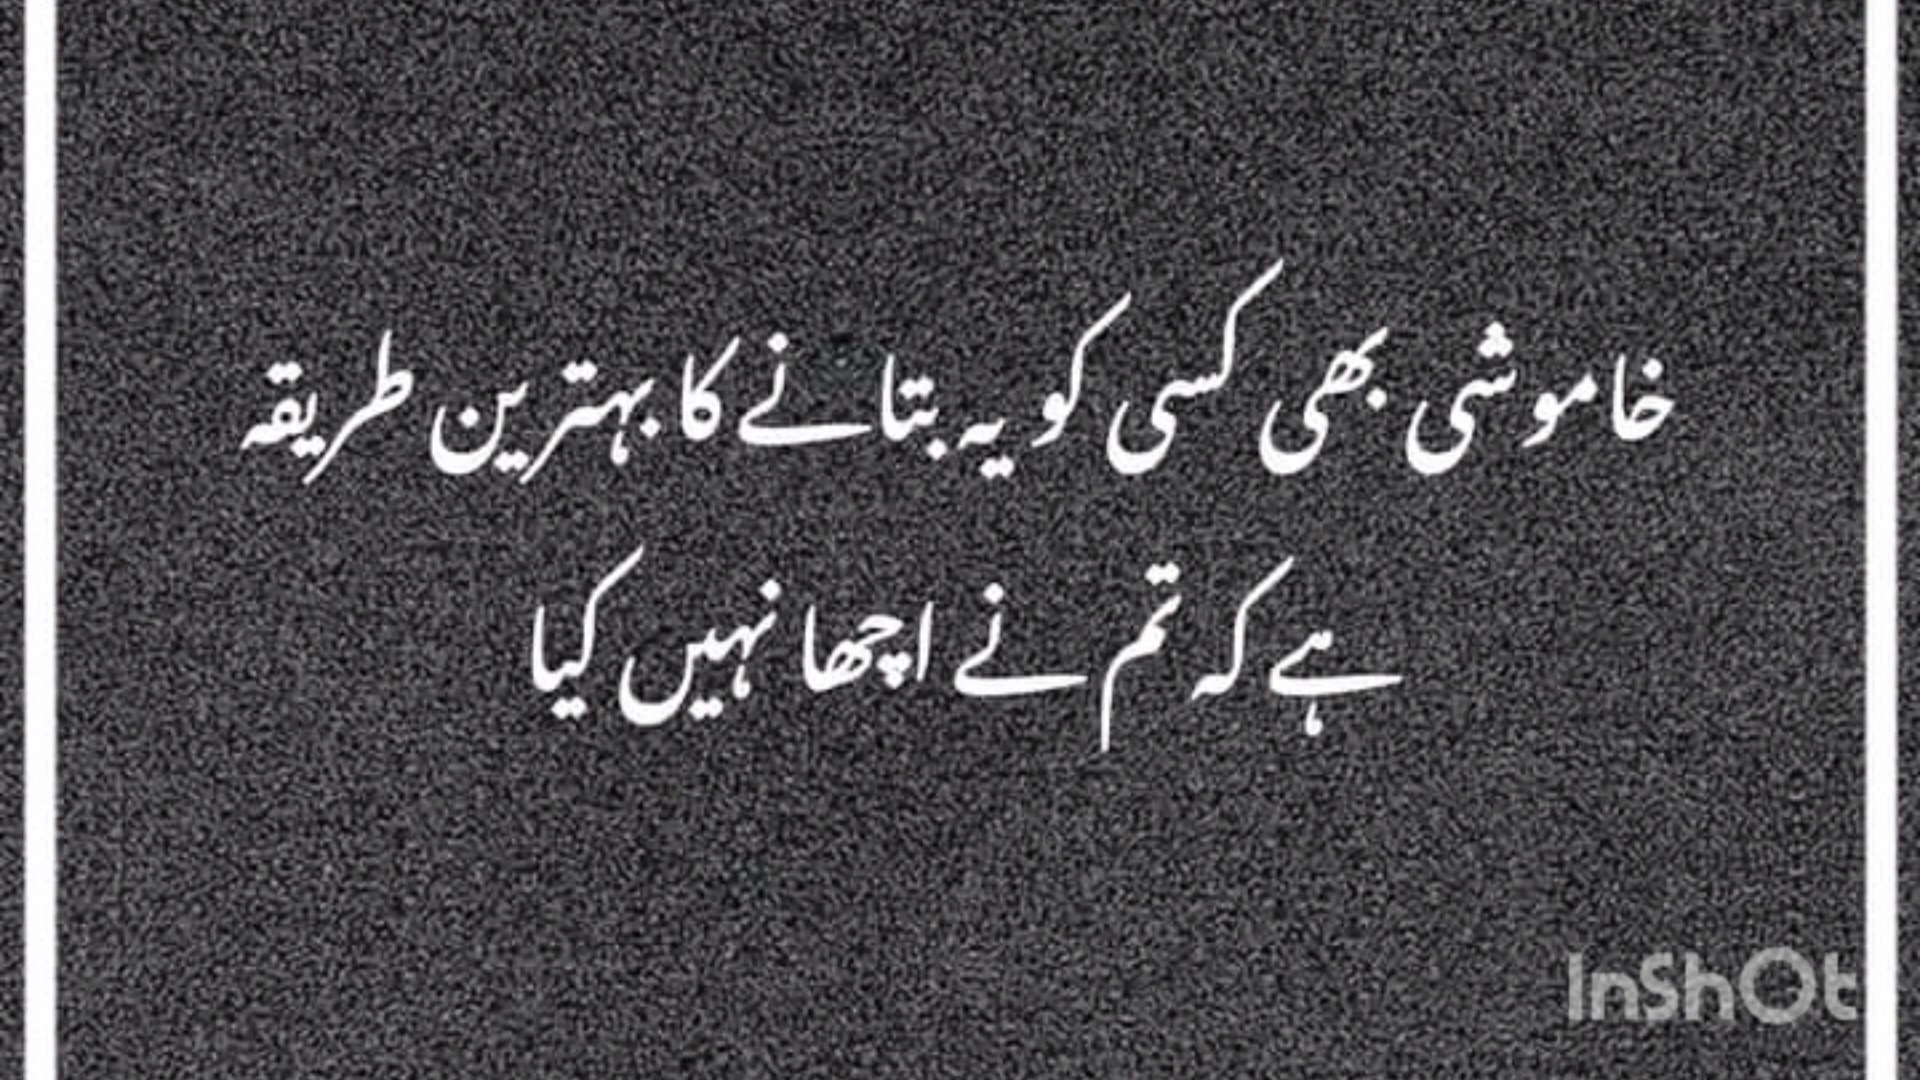 خاموشی بھی کسی کو یہ بتانے کا بہترین طریقہ
ہے کہ تم نے اچھا نہیں کیا
InShOt